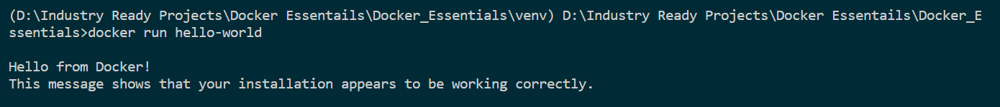 (D:\Industry Ready Projects\Docker Essentails\Docker_Essentials\venv) D:\Industry Ready Projects\Docker Essentails\Docker_E
ssentials>docker run hello-world
Hello from Docker!
This message shows that your installation appears to be working correctly.